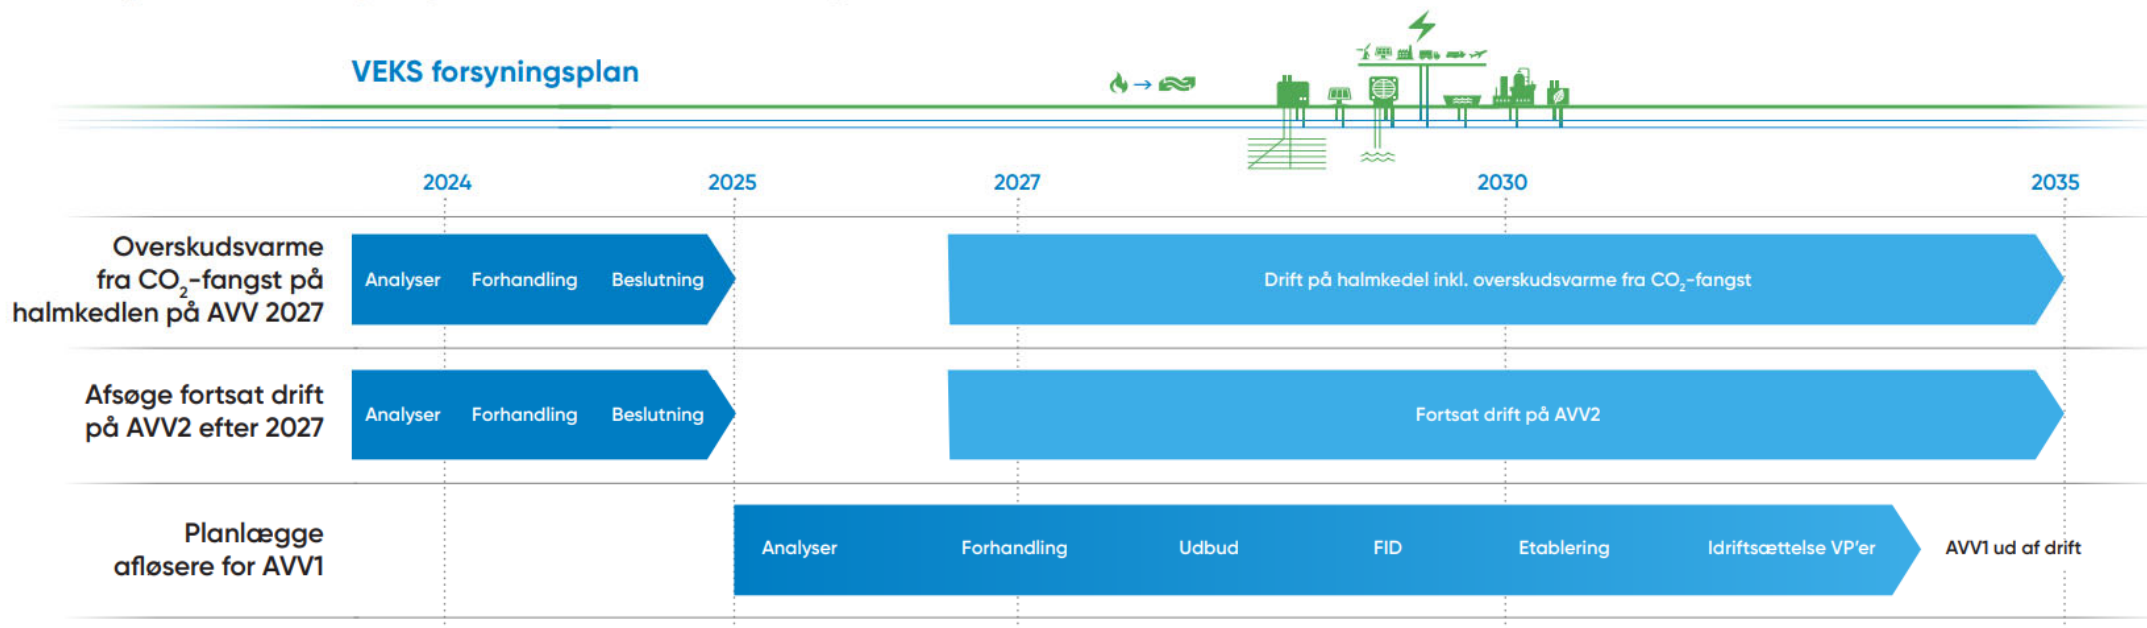 VEKS forsyningsplan
2024 2025 2027 2030 2035
Overskudsvarme
fra CO₂-fangst på
halmkedlen på AVV 2027
Analyser Forhandling Beslutning
Drift på halmkedel inkl. overskudsvarme fra CO₂-fangst
Afsøge fortsat drift
på AVV2 efter 2027
Analyser Forhandling Beslutning
Fortsat drift på AVV2
Planlægge
afløsere for AVV1
Analyser Forhandling Udbud FID Etablering Idriftsættelse VP'er AVV1 ud af drift